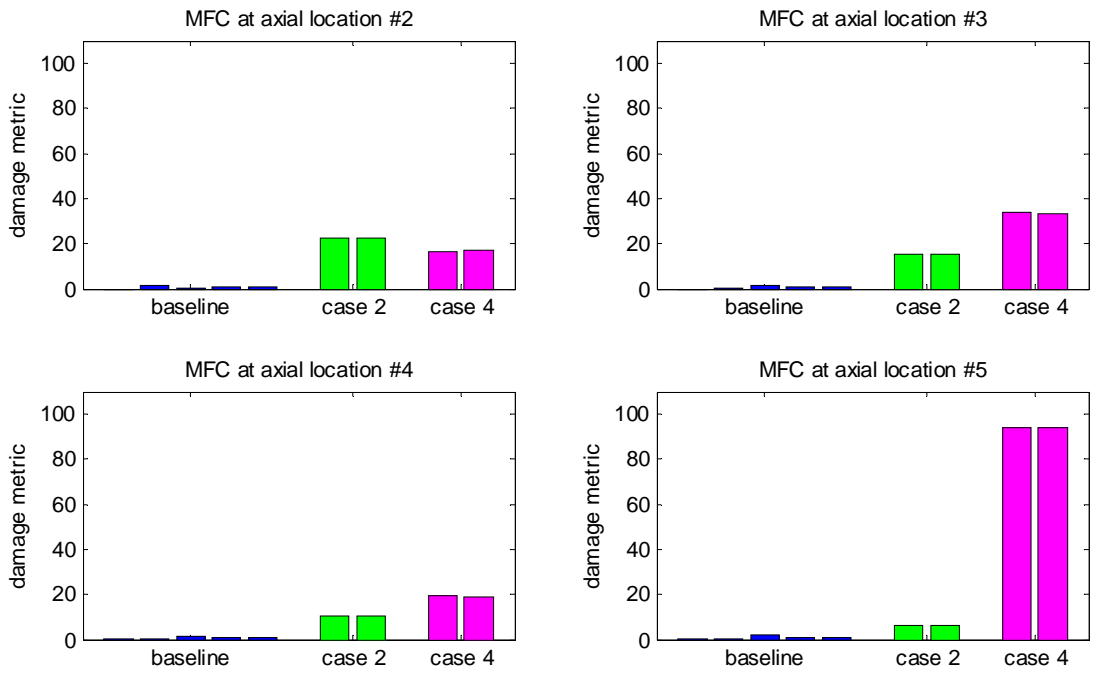 MFC at axial location #2
damage metric
100
80
60
40
20
0
baseline case 2 case 4
MFC at axial location #3
damage metric
100
80
60
40
20
0
baseline case 2 case 4
MFC at axial location #4
damage metric
100
80
60
40
20
0
baseline case 2 case 4
MFC at axial location #5
damage metric
100
80
60
40
20
0
baseline case 2 case 4